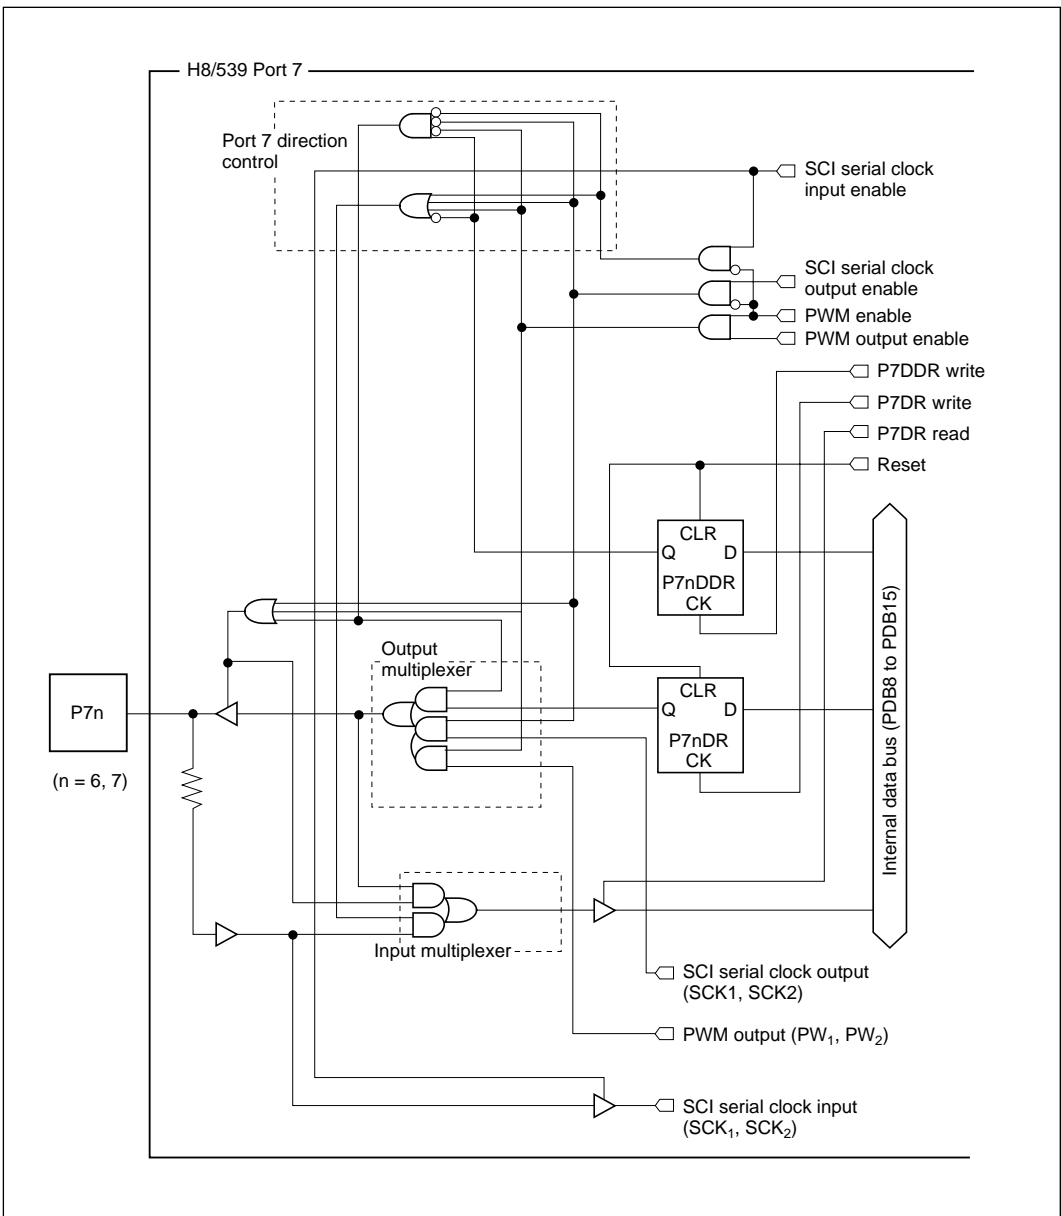 H8/539 Port 7
Port 7 direction
control
SCI serial clock
input enable
SCI serial clock
output enable
PWM enable
PWM output enable
P7DDR write
P7DR write
P7DR read
Reset
CLR
Q D
P7nDDR
CK
Internal data bus (PDB8 to PDB15)
Output
multiplexer
CLR
Q D
P7nDR
CK
P7n
(n = 6, 7)
Input multiplexer
SCI serial clock output
(SCK1, SCK2)
PWM output (PW₁, PW₂)
SCI serial clock input
(SCK₁, SCK₂)